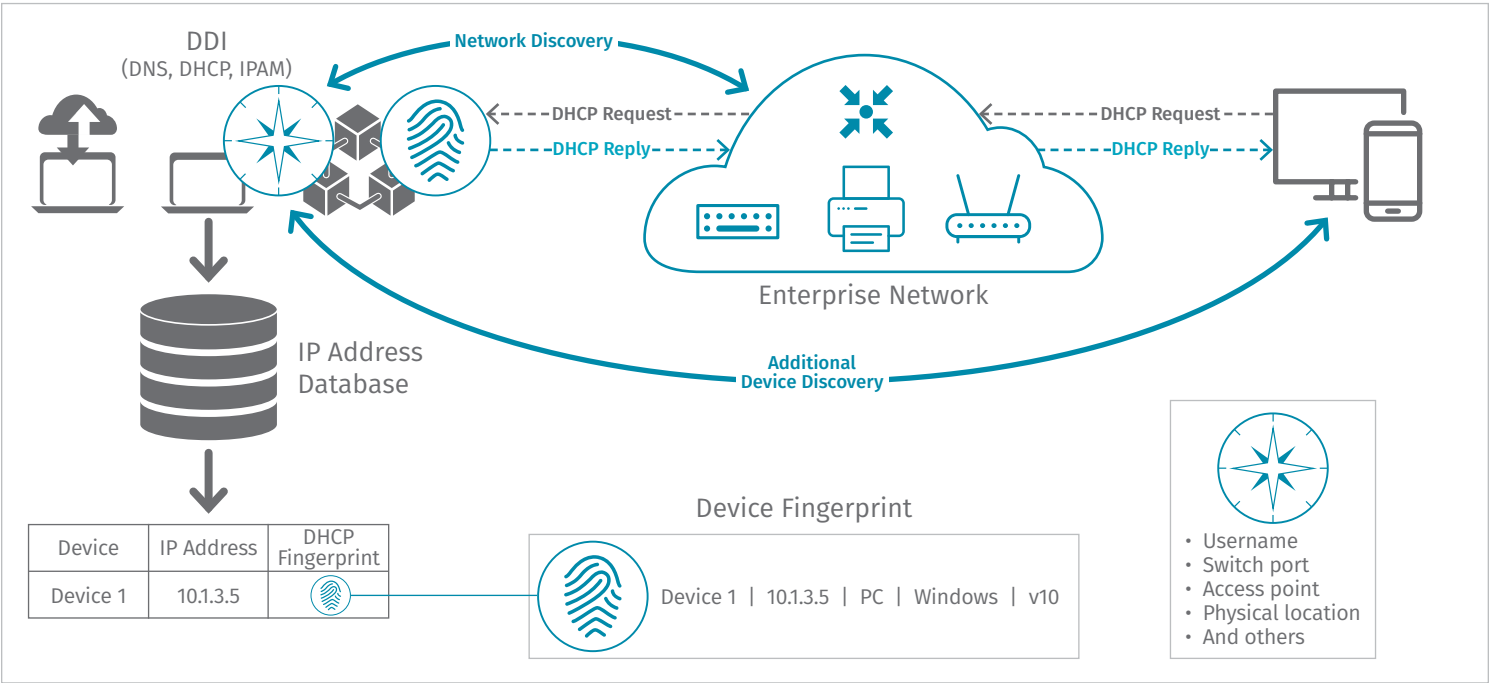 DDI
(DNS, DHCP, IPAM)
Network Discovery
DHCP Request
DHCP Reply
DHCP Request
DHCP Reply
Enterprise Network
IP Address
Database
Additional
Device Discovery
Device
IP Address
DHCP
Fingerprint
Device 1
10.1.3.5
Device Fingerprint
Device 1 | 10.1.3.5 | PC | Windows | v10
• Username
• Switch port
• Access point
• Physical location
• And others